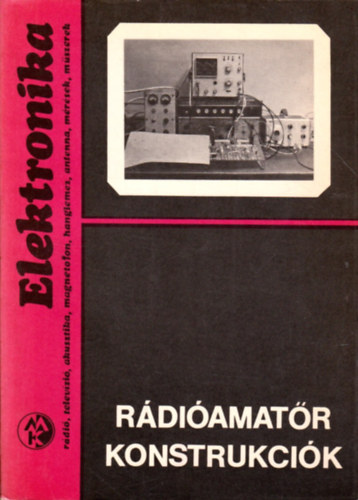 Elektronika
rádió, televízió, akusztika, magnetofon, hanglemez, antenna, mérések, műszerek
RÁDIÓAMATŐR
KONSTRUKCIÓK